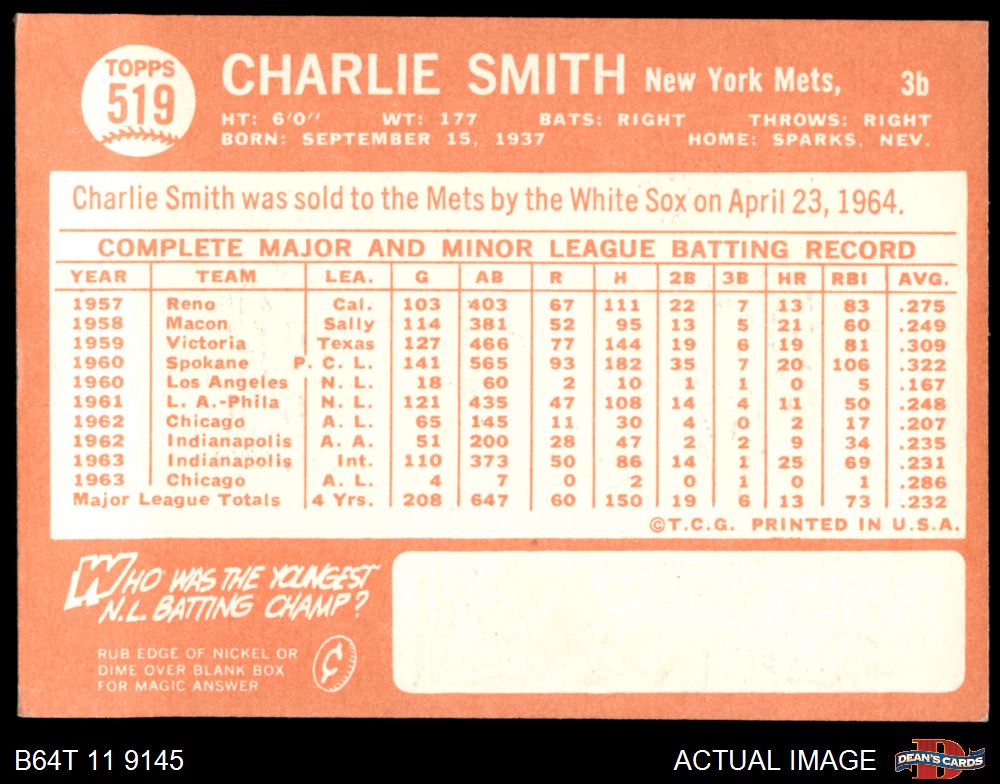 TOPPS
519
CHARLIE SMITH New York Mets, 3b
HT: 6'0'' WT: 177 BATS: RIGHT THROWS: RIGHT
BORN: SEPTEMBER 15, 1937 HOME: SPARKS, NEV.
Charlie Smith was sold to the Mets by the White Sox on April 23, 1964.
COMPLETE MAJOR AND MINOR LEAGUE BATTING RECORD
YEAR TEAM LEA. G AB R H 2B 3B HR RBI AVG.
1957 Reno Cal. 103 403 67 111 22 7 13 83 .275
1958 Macon Sally 114 381 52 95 13 5 21 60 .249
1959 Victoria Texas 127 466 77 144 19 6 19 81 .309
1960 Spokane P. C. L. 141 565 93 182 35 7 20 106 .322
1960 Los Angeles N. L. 18 60 2 10 1 1 0 5 .167
1961 L. A.-Phila N. L. 121 435 47 108 14 4 11 50 .248
1962 Chicago A. L. 65 145 11 30 4 0 2 17 .207
1962 Indianapolis A. A. 51 200 28 47 2 2 9 34 .235
1963 Indianapolis Int. 110 373 50 86 14 1 25 69 .231
1963 Chicago A. L. 4 7 0 2 0 1 0 1 .286
Major League Totals 4 Yrs. 208 647 60 150 19 6 13 73 .232
©T.C.G. PRINTED IN U.S.A.
WHO WAS THE YOUNGEST
N.L. BATTING CHAMP?
RUB EDGE OF NICKEL OR
DIME OVER BLANK BOX
FOR MAGIC ANSWER
B64T 11 9145 ACTUAL IMAGE
DEAN'S CARDS